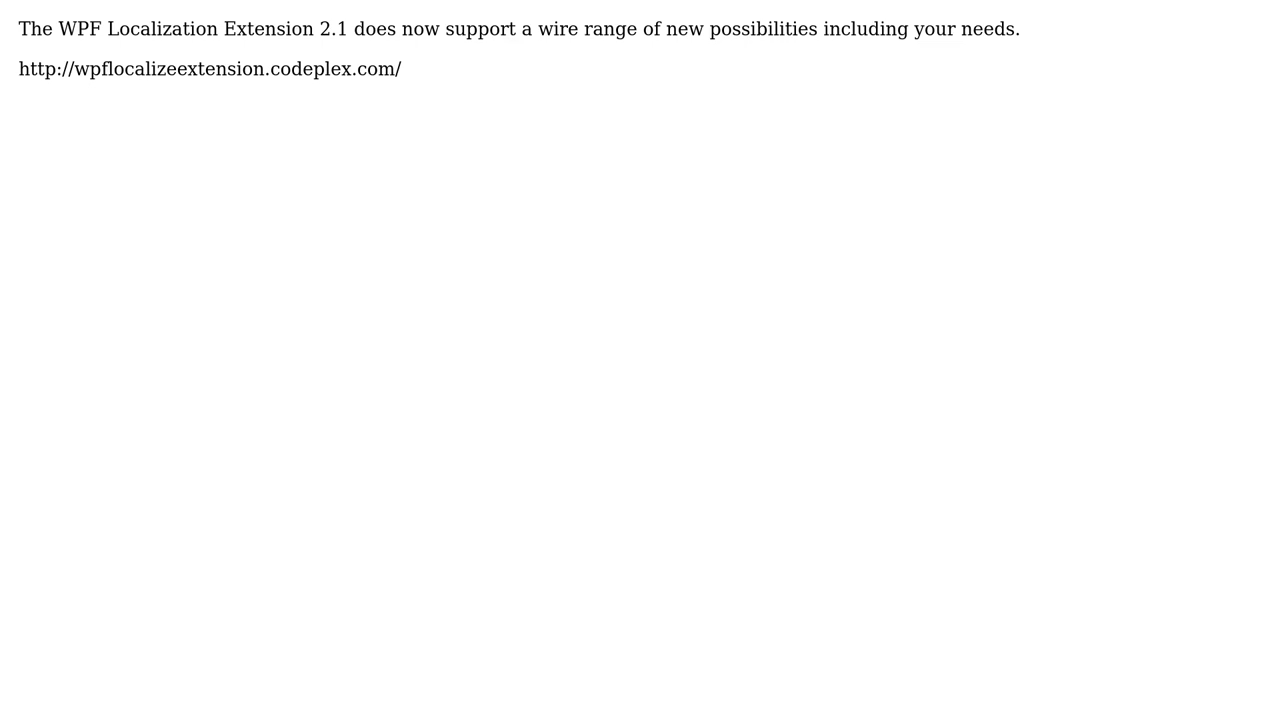 The WPF Localization Extension 2.1 does now support a wire range of new possibilities including your needs.
http://wpflocalizeextension.codeplex.com/